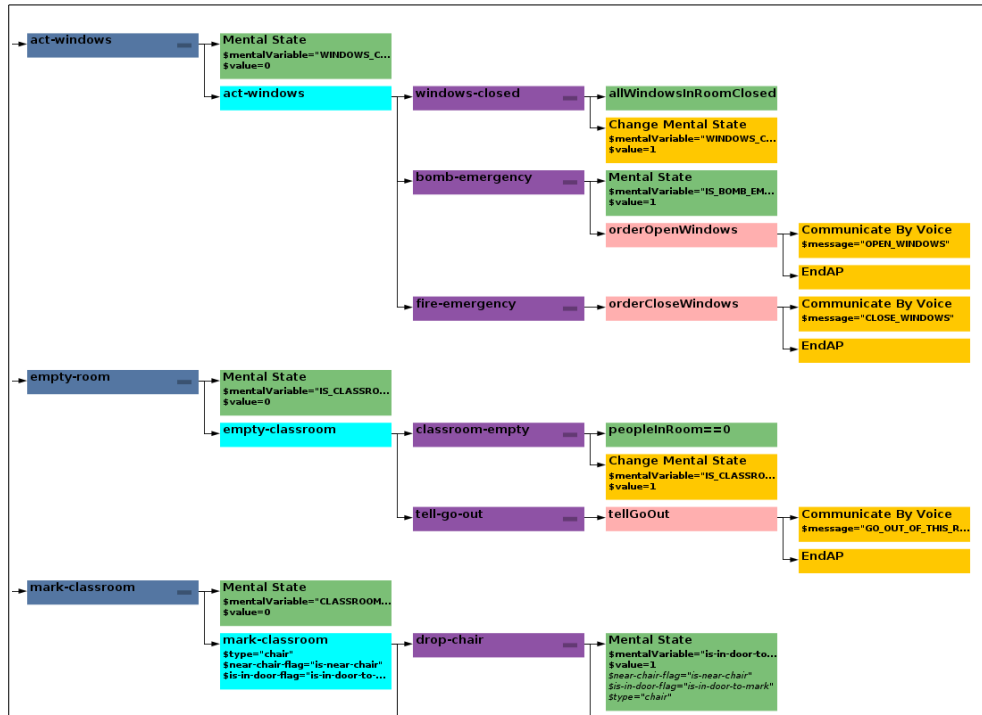 act-windows
Mental State
$mentalVariable="WINDOWS_C...
$value=0
act-windows
windows-closed
allWindowsInRoomClosed
Change Mental State
$mentalVariable="WINDOWS_C...
$value=1
bomb-emergency
Mental State
$mentalVariable="IS_BOMB_EM...
$value=1
orderOpenWindows
Communicate By Voice
$message="OPEN_WINDOWS"
EndAP
fire-emergency
orderCloseWindows
Communicate By Voice
$message="CLOSE_WINDOWS"
EndAP
empty-room
Mental State
$mentalVariable="IS_CLASSRO...
$value=0
empty-classroom
classroom-empty
peopleInRoom==0
Change Mental State
$mentalVariable="IS_CLASSRO...
$value=1
tell-go-out
tellGoOut
Communicate By Voice
$message="GO_OUT_OF_THIS_R...
EndAP
mark-classroom
Mental State
$mentalVariable="CLASSROOM...
$value=0
mark-classroom
$type="chair"
$near-chair-flag="is-near-chair"
$is-in-door-flag="is-in-door-to-...
drop-chair
Mental State
$mentalVariable="is-in-door-to...
$value=1
$near-chair-flag="is-near-chair"
$is-in-door-flag="is-in-door-to-mark"
$type="chair"